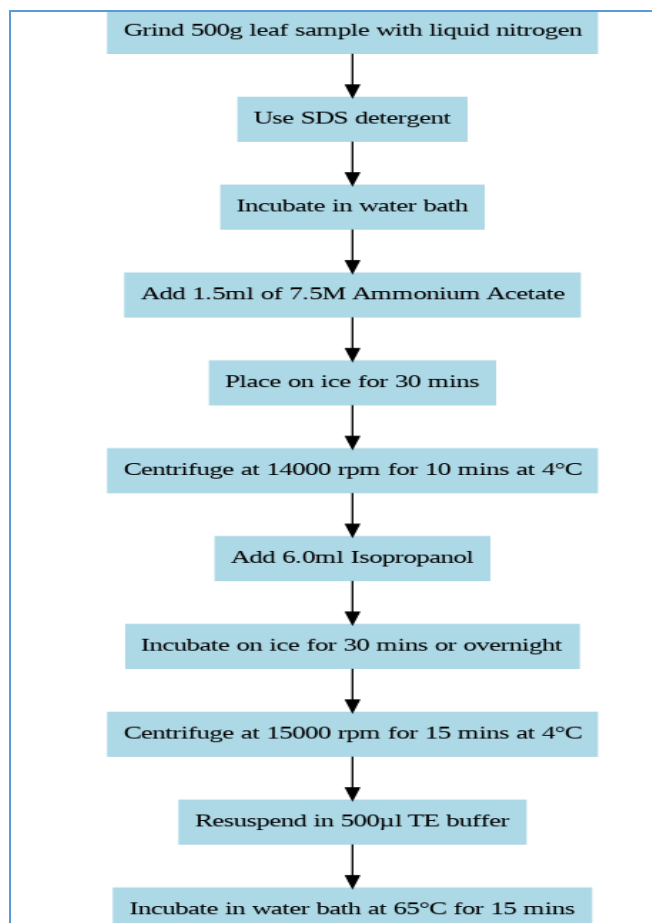 Grind 500g leaf sample with liquid nitrogen
Use SDS detergent
Incubate in water bath
Add 1.5ml of 7.5M Ammonium Acetate
Place on ice for 30 mins
Centrifuge at 14000 rpm for 10 mins at 4°C
Add 6.0ml Isopropanol
Incubate on ice for 30 mins or overnight
Centrifuge at 15000 rpm for 15 mins at 4°C
Resuspend in 500µl TE buffer
Incubate in water bath at 65°C for 15 mins